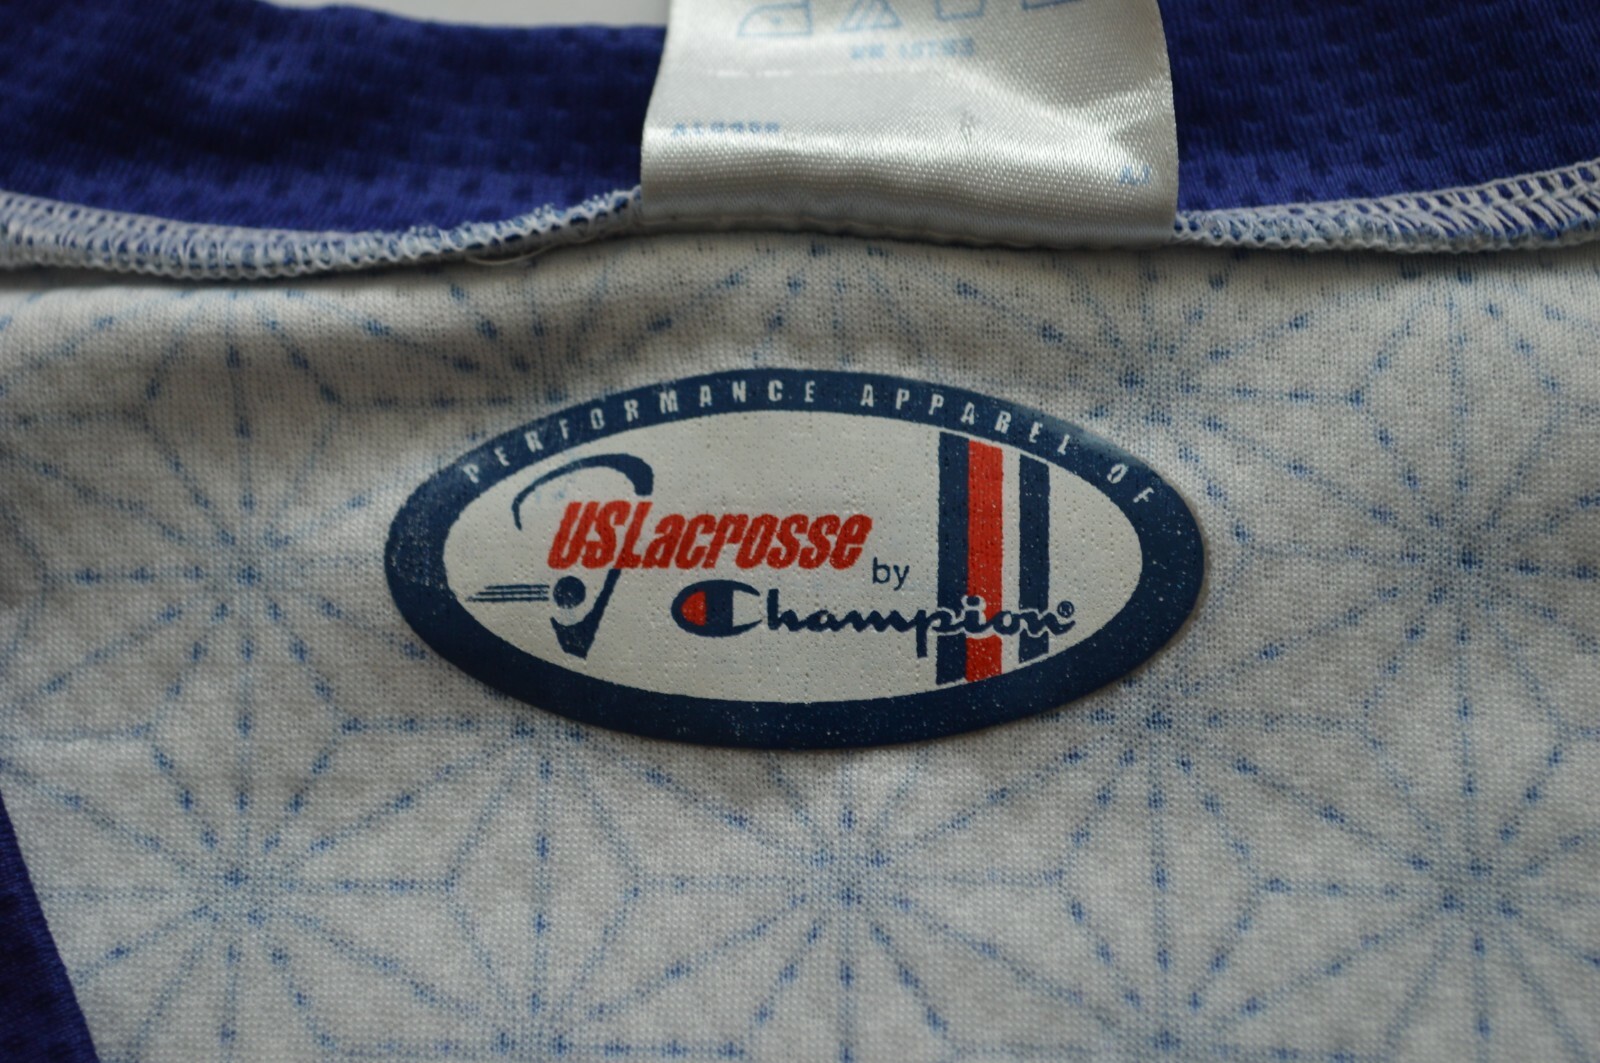 PERFORMANCE APPAREL OF
USLacrosse
by
Champion®